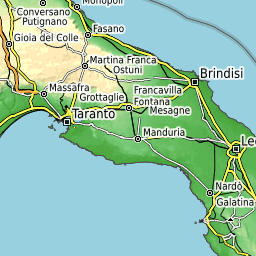 Monopoli
Conversano
Putignano
Fasano
Gioia del Colle
Martina Franca
Ostuni
Brindisi
Massafra
Francavilla
Grottaglie
Fontana
Mesagne
Taranto
Manduria
Nardò
Galatina